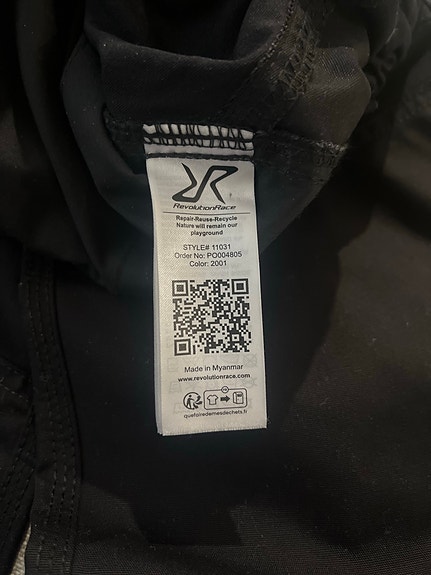 RevolutionRace
Repair-Reuse-Recycle
Nature will remain our
playground
STYLE# 11031
Order No: PO004805
Color: 2001
Made in Myanmar
www.revolutionrace.com
quefairedemesdechets.fr